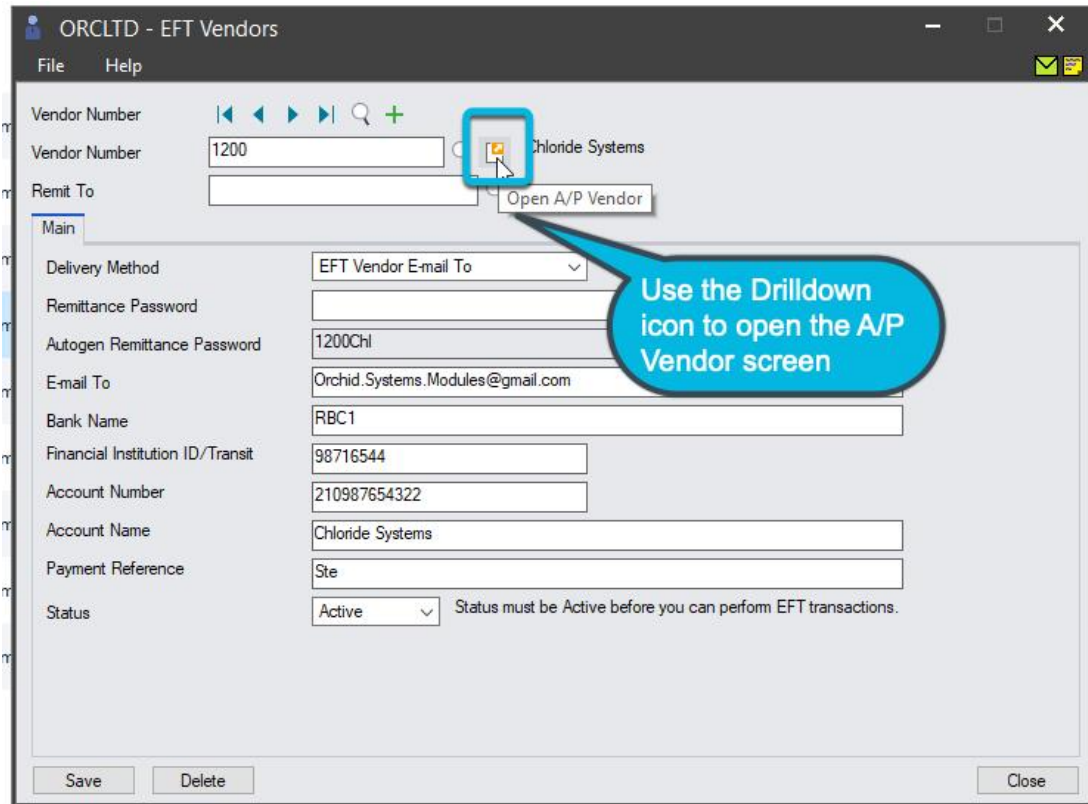 ORCLTD - EFT Vendors
File Help
Vendor Number
Vendor Number 1200 Chloride Systems
Remit To
Open A/P Vendor
Main
Delivery Method EFT Vendor E-mail To
Use the Drilldown
icon to open the A/P
Vendor screen
Remittance Password
Autogen Remittance Password 1200Chl
E-mail To Orchid.Systems.Modules@gmail.com
Bank Name RBC1
Financial Institution ID/Transit 98716544
Account Number 210987654322
Account Name Chloride Systems
Payment Reference Ste
Status Active Status must be Active before you can perform EFT transactions.
Save Delete Close